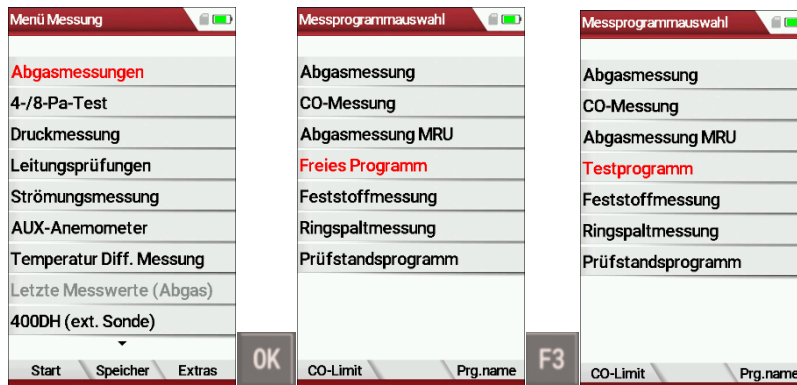 Menü Messung
Abgasmessungen
4-/8-Pa-Test
Druckmessung
Leitungsprüfungen
Strömungsmessung
AUX-Anemometer
Temperatur Diff. Messung
Letzte Messwerte (Abgas)
400DH (ext. Sonde)
Start Speicher Extras
OK
Messprogrammauswahl
Abgasmessung
CO-Messung
Abgasmessung MRU
Freies Programm
Feststoffmessung
Ringspaltmessung
Prüfstandsprogramm
CO-Limit Prg.name
F3
Messprogrammauswahl
Abgasmessung
CO-Messung
Abgasmessung MRU
Testprogramm
Feststoffmessung
Ringspaltmessung
Prüfstandsprogramm
CO-Limit Prg.name